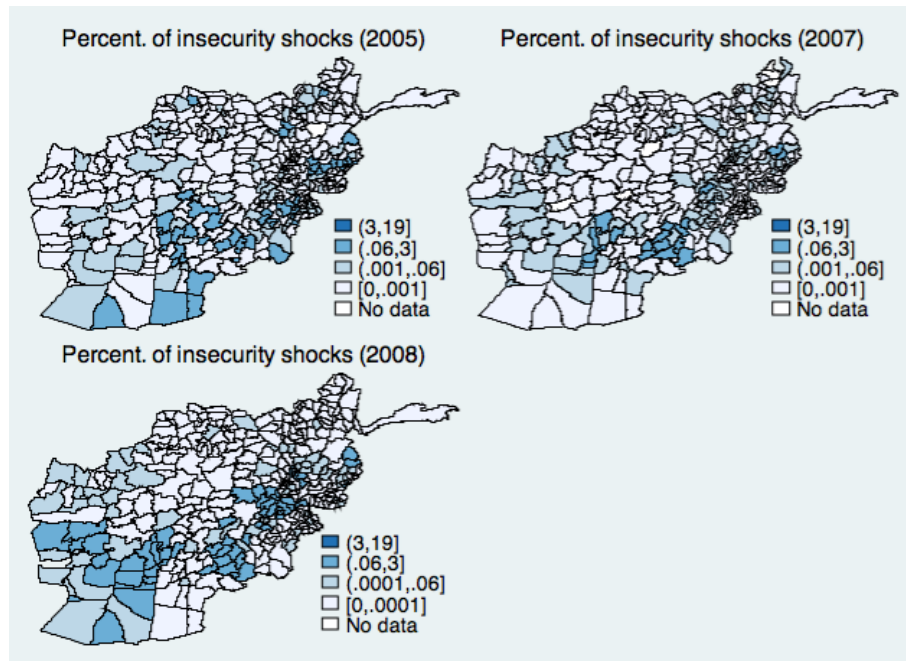 Percent. of insecurity shocks (2005)
(3,19]
(.06,3]
(.001,.06]
[0,.001]
No data
Percent. of insecurity shocks (2007)
(3,19]
(.06,3]
(.001,.06]
[0,.001]
No data
Percent. of insecurity shocks (2008)
(3,19]
(.06,3]
(.0001,.06]
[0,.0001]
No data